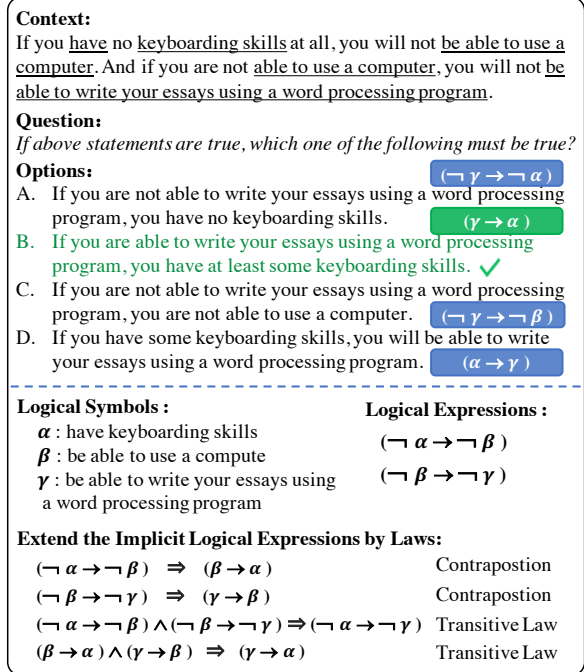 Context:
If you have no keyboarding skills at all, you will not be able to use a
computer. And if you are not able to use a computer, you will not be
able to write your essays using a word processing program.
Question:
If above statements are true, which one of the following must be true?
Options:
(¬ γ → ¬ α )
A. If you are not able to write your essays using a word processing
program, you have no keyboarding skills.
(γ → α )
B. If you are able to write your essays using a word processing
program, you have at least some keyboarding skills. ✓
C. If you are not able to write your essays using a word processing
program, you are not able to use a computer. (¬ γ → ¬ β )
D. If you have some keyboarding skills, you will be able to write
your essays using a word processing program. (α → γ )
Logical Symbols :
α : have keyboarding skills
β : be able to use a compute
γ : be able to write your essays using
a word processing program
Logical Expressions :
(¬ α → ¬ β )
(¬ β → ¬ γ )
Extend the Implicit Logical Expressions by Laws:
(¬ α → ¬ β ) ⇒ (β → α ) Contrapostion
(¬ β → ¬ γ ) ⇒ (γ → β ) Contrapostion
(¬ α → ¬ β ) ∧ (¬ β → ¬ γ ) ⇒ (¬ α → ¬ γ ) Transitive Law
(β → α ) ∧ (γ → β ) ⇒ (γ → α ) Transitive Law